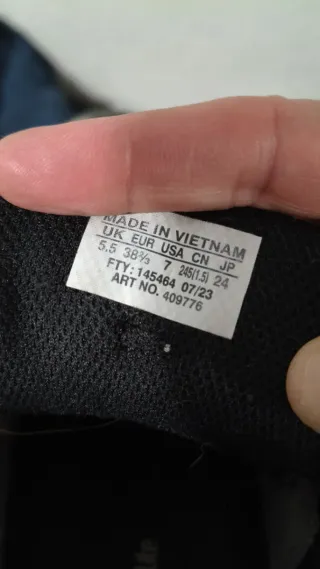 MADE IN VIETNAM
UK EUR USA CN JP
5.5 38⅔ 7 245(1.5) 24
FTY: 145464 07/23
ART NO. 409776